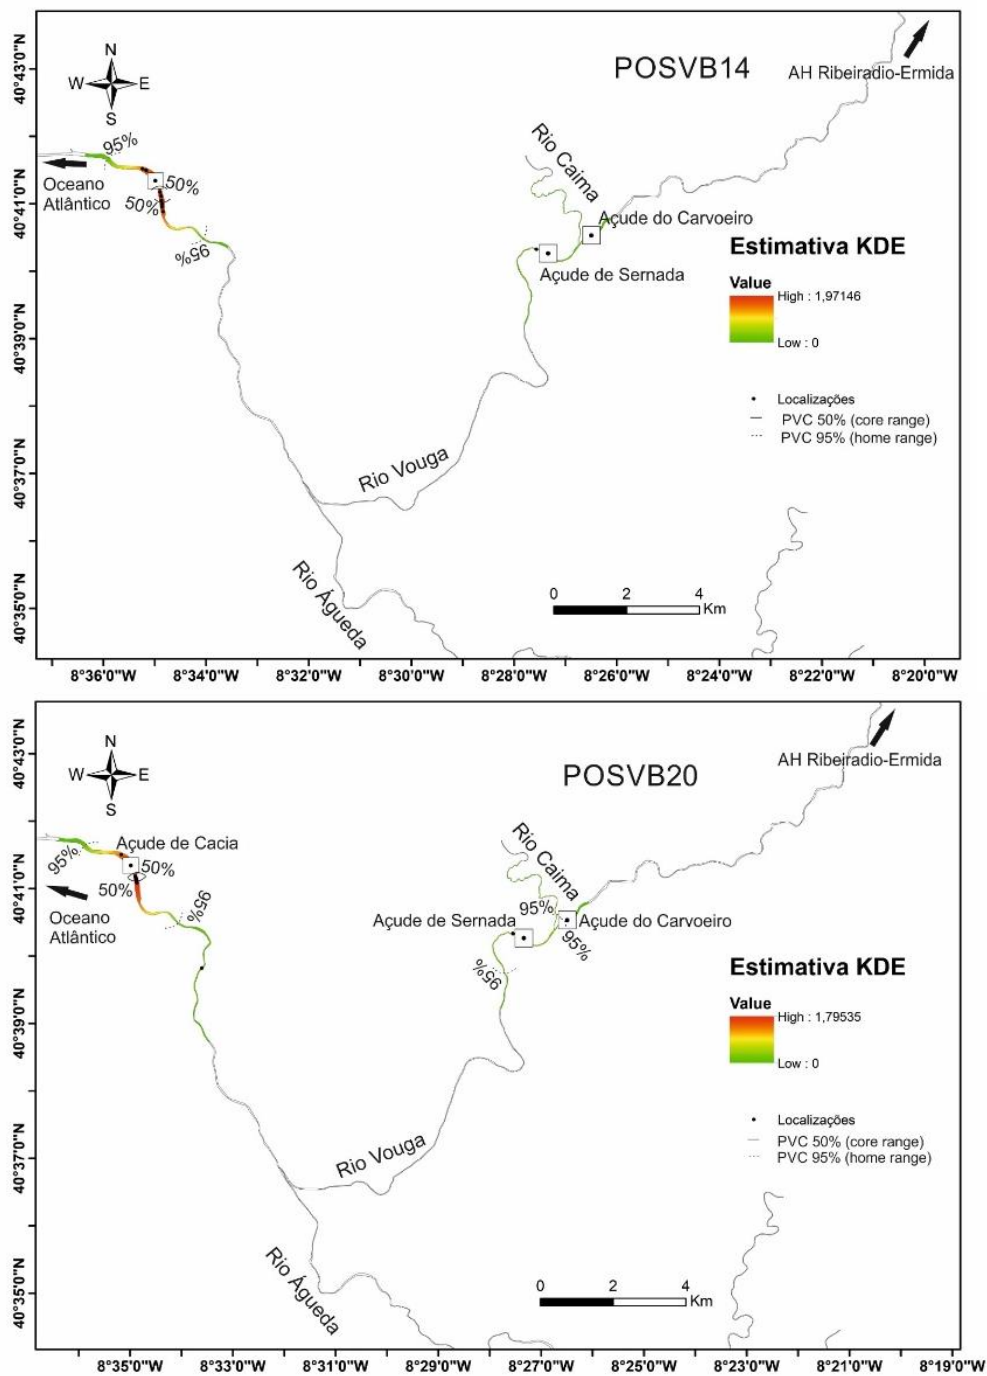 POSVB14
AH Ribeiradio-Ermida
N
W
E
S
95%
50%
50%
95%
Oceano
Atlântico
Rio Caima
Açude do Carvoeiro
Açude de Sernada
Estimativa KDE
Value
High : 1,97146
Low : 0
Localizações
PVC 50% (core range)
PVC 95% (home range)
Rio Vouga
Rio Águeda
0 2 4
Km
40°43'0"N
40°41'0"N
40°39'0"N
40°37'0"N
40°35'0"N
8°36'0"W 8°34'0"W 8°32'0"W 8°30'0"W 8°28'0"W 8°26'0"W 8°24'0"W 8°22'0"W 8°20'0"W
POSVB20
AH Ribeiradio-Ermida
N
W
E
S
Açude de Cacia
95%
50%
50%
95%
Oceano
Atlântico
Rio Caima
95%
Açude de Sernada
Açude do Carvoeiro
95%
95%
Estimativa KDE
Value
High : 1,79535
Low : 0
Localizações
PVC 50% (core range)
PVC 95% (home range)
Rio Vouga
Rio Águeda
0 2 4
Km
40°43'0"N
40°41'0"N
40°39'0"N
40°37'0"N
40°35'0"N
8°35'0"W 8°33'0"W 8°31'0"W 8°29'0"W 8°27'0"W 8°25'0"W 8°23'0"W 8°21'0"W 8°19'0"W